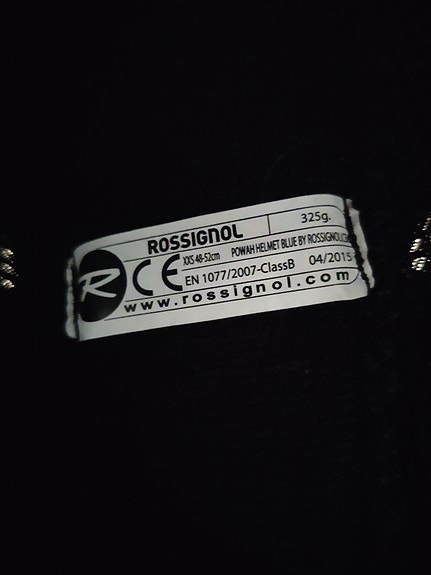 ROSSIGNOL 325g.
XXS 48-52cm POWAH HELMET BLUE BY ROSSIGNOL
R CE EN 1077/2007-ClassB 04/2015
www.rossignol.com